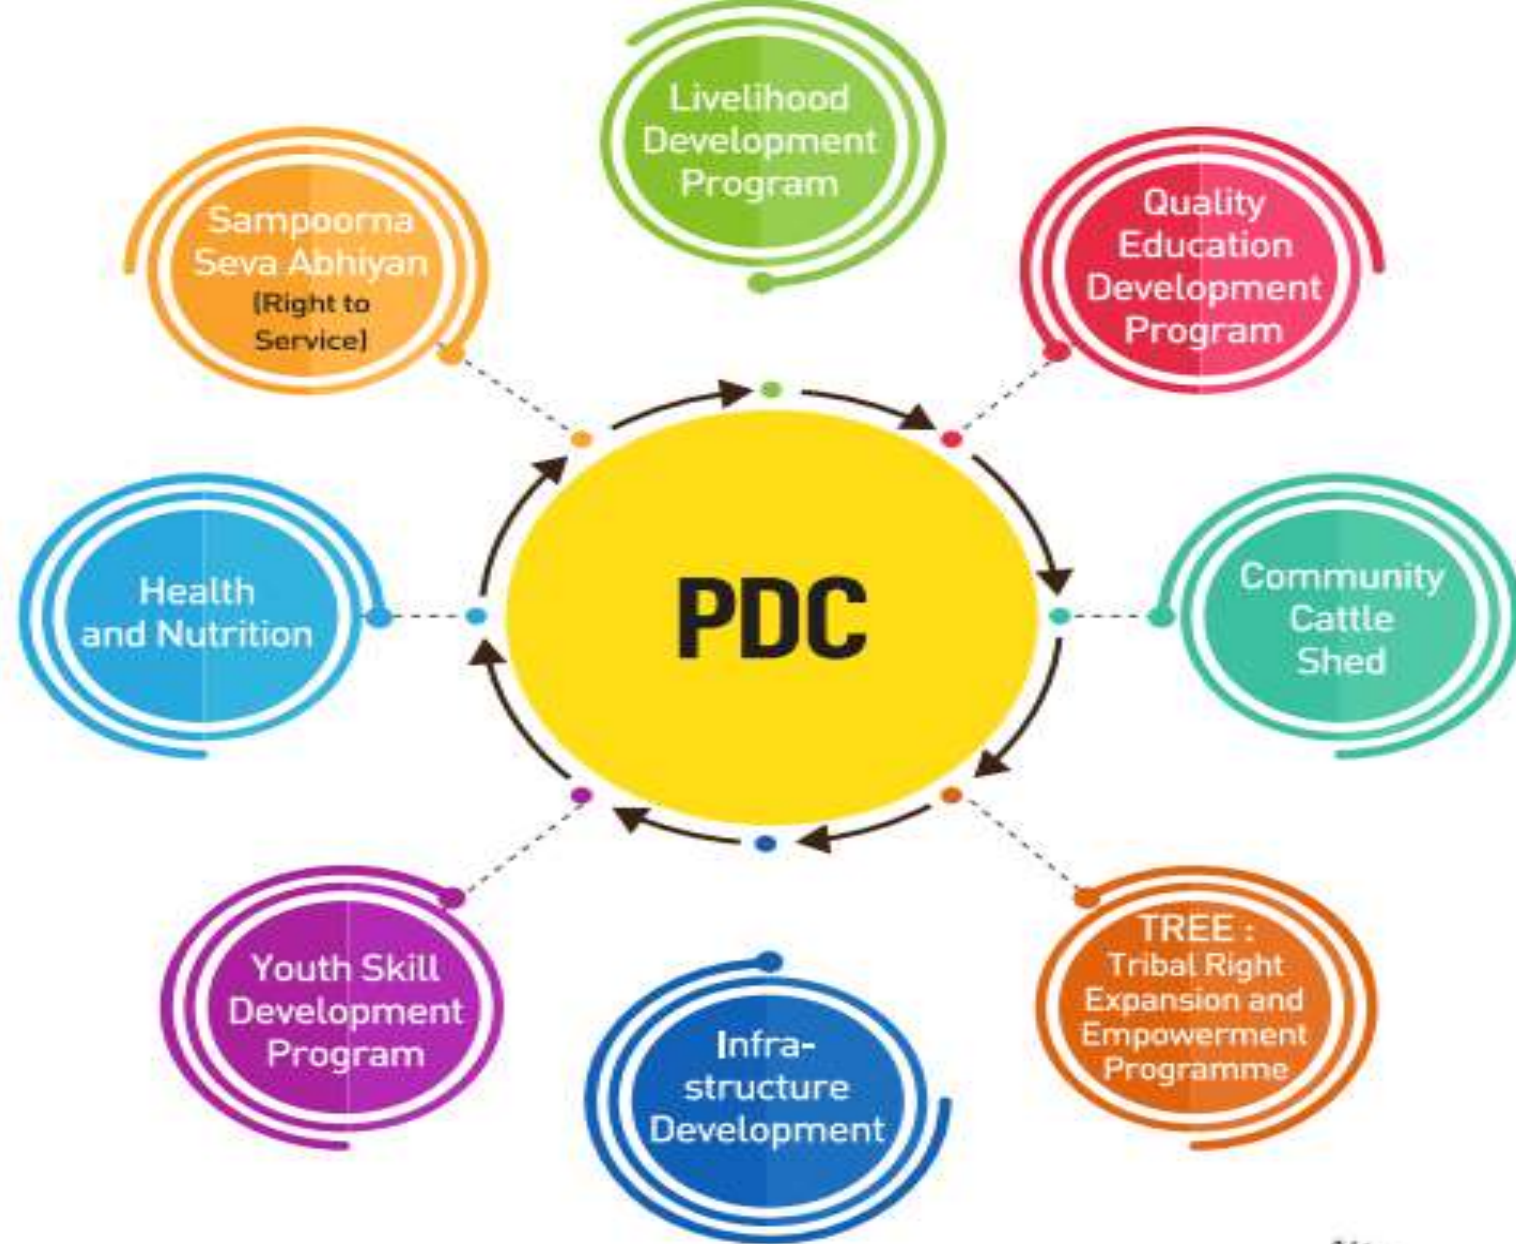 Livelihood
Development
Program
Quality
Education
Development
Program
Community
Cattle
Shed
TREE :
Tribal Right
Expansion and
Empowerment
Programme
Infra-
structure
Development
Youth Skill
Development
Program
Health
and Nutrition
Sampoorna
Seva Abhiyan
(Right to
Service)
PDC